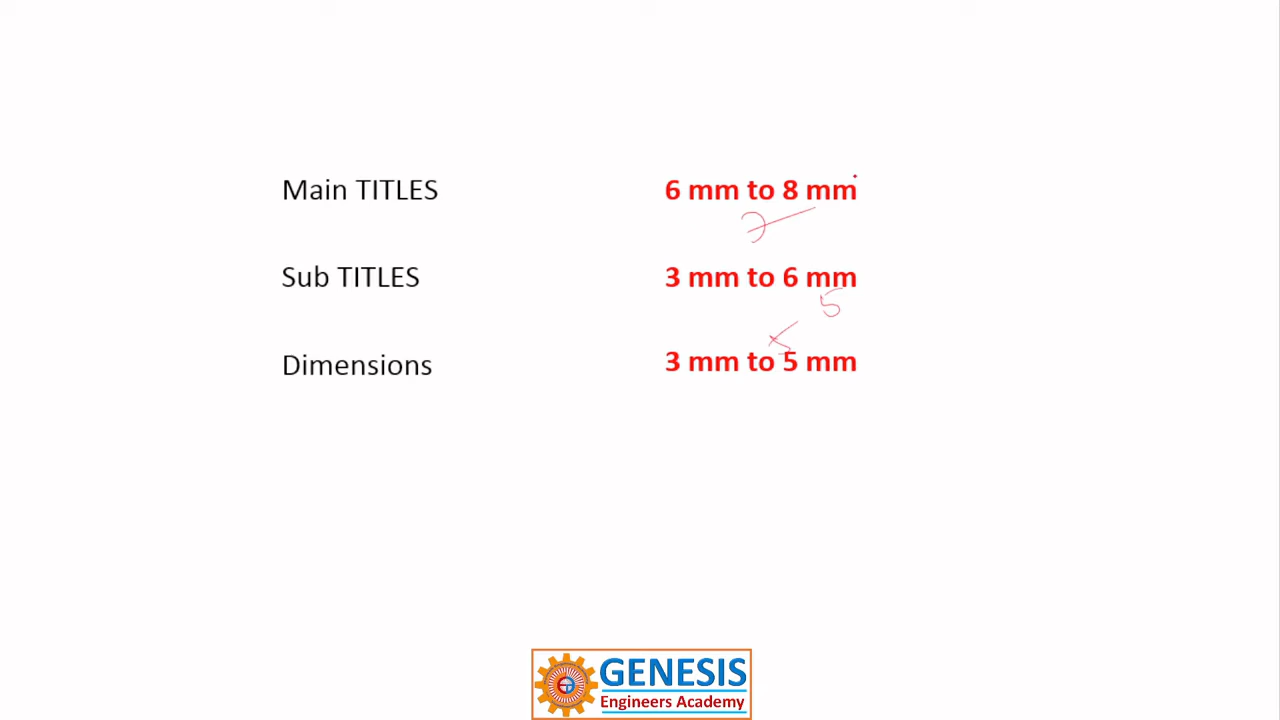 Main TITLES 6 mm to 8 mm
Sub TITLES 3 mm to 6 mm
5
Dimensions 3 mm to 5 mm
GENESIS
Engineers Academy